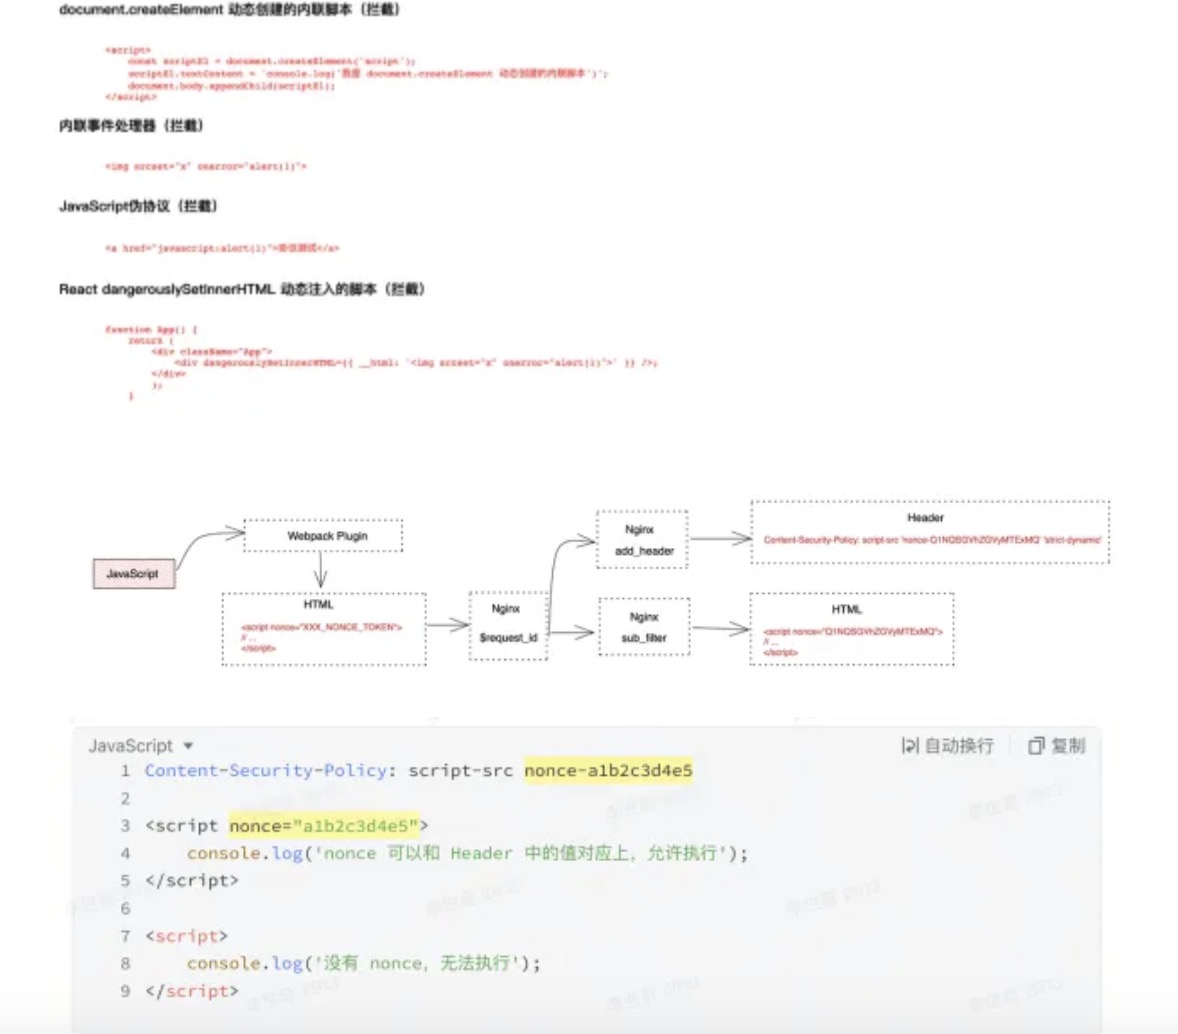 document.createElement 动态创建的内联脚本（拦截）
<script>
const scriptEl = document.createElement('script');
scriptEl.textContent = `console.log('我是 document.createElement 动态创建的内联脚本')`;
document.body.appendChild(scriptEl);
</script>
内联事件处理器（拦截）
<img srcset="x" onerror="alert(1)">
JavaScript伪协议（拦截）
<a href="javascript:alert(1)">协议测试</a>
React dangerouslySetInnerHTML 动态注入的脚本（拦截）
function App() {
return (
<div className="App">
<div dangerouslySetInnerHTML={{ __html: '<img srcset="x" onerror="alert(1)">' }} />;
</div>
);
}
JavaScript
Webpack Plugin
HTML
<script nonce="XXX_NONCE_TOKEN">
// ...
</script>
Nginx
$request_id
Nginx
add_header
Nginx
sub_filter
Header
Content-Security-Policy: script-src 'nonce-Q1NQSGVhZGVyMTExMQ' 'strict-dynamic'
HTML
<script nonce="Q1NQSGVhZGVyMTExMQ">
// ...
</script>
JavaScript
自动换行
复制
1 Content-Security-Policy: script-src nonce-a1b2c3d4e5
2
3 <script nonce="a1b2c3d4e5">
4 console.log('nonce 可以和 Header 中的值对应上，允许执行');
5 </script>
6
7 <script>
8 console.log('没有 nonce，无法执行');
9 </script>